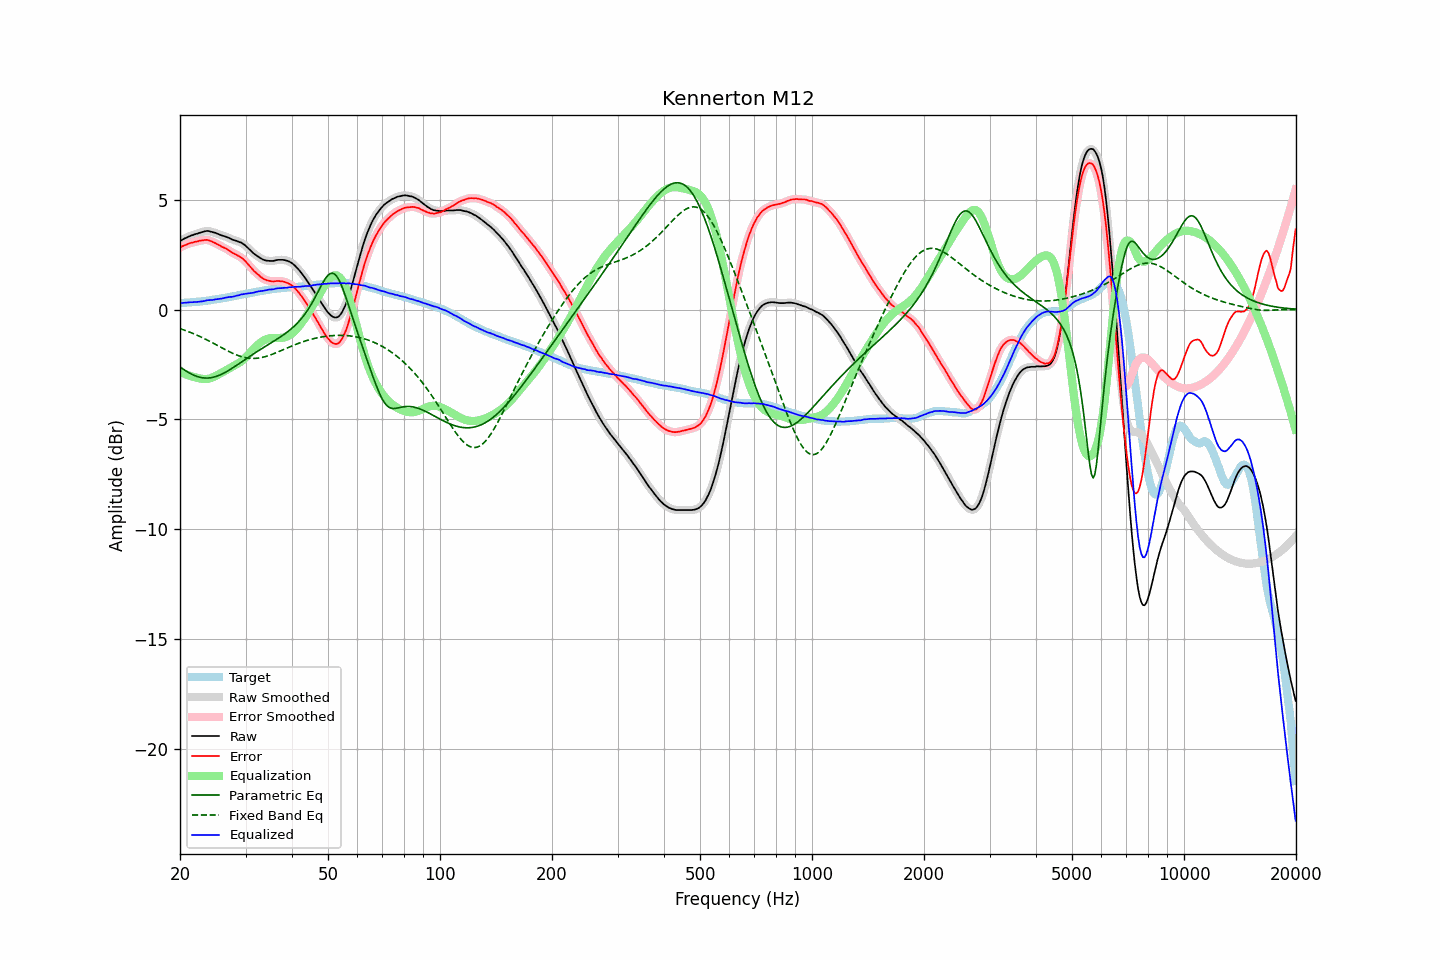 Kennerton M12
Amplitude (dBr)
5
0
−5
−10
−15
−20
Target
Raw Smoothed
Error Smoothed
Raw
Error
Equalization
Parametric Eq
Fixed Band Eq
Equalized
20 50 100 200 500 1000 2000 5000 10000 20000
Frequency (Hz)